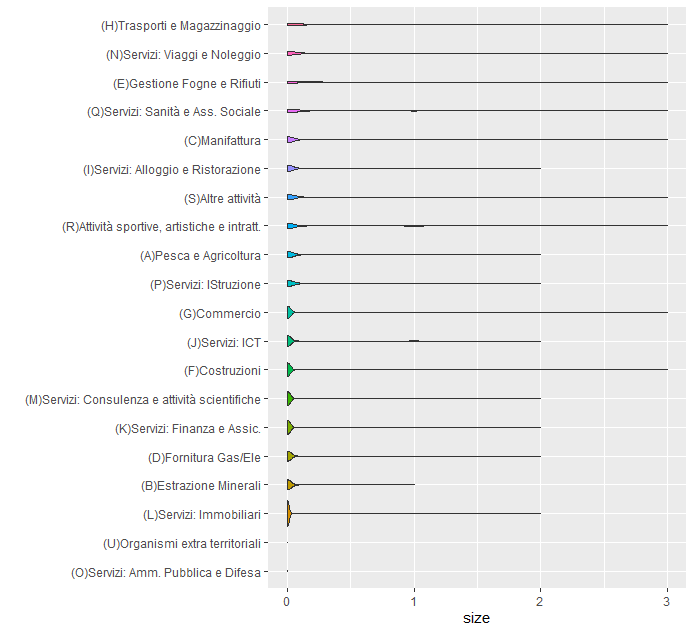 (H)Trasporti e Magazzinaggio
(N)Servizi: Viaggi e Noleggio
(E)Gestione Fogne e Rifiuti
(Q)Servizi: Sanità e Ass. Sociale
(C)Manifattura
(I)Servizi: Alloggio e Ristorazione
(S)Altre attività
(R)Attività sportive, artistiche e intratt.
(A)Pesca e Agricoltura
(P)Servizi: IStruzione
(G)Commercio
(J)Servizi: ICT
(F)Costruzioni
(M)Servizi: Consulenza e attività scientifiche
(K)Servizi: Finanza e Assic.
(D)Fornitura Gas/Ele
(B)Estrazione Minerali
(L)Servizi: Immobiliari
(U)Organismi extra territoriali
(O)Servizi: Amm. Pubblica e Difesa
0 1 2 3
size